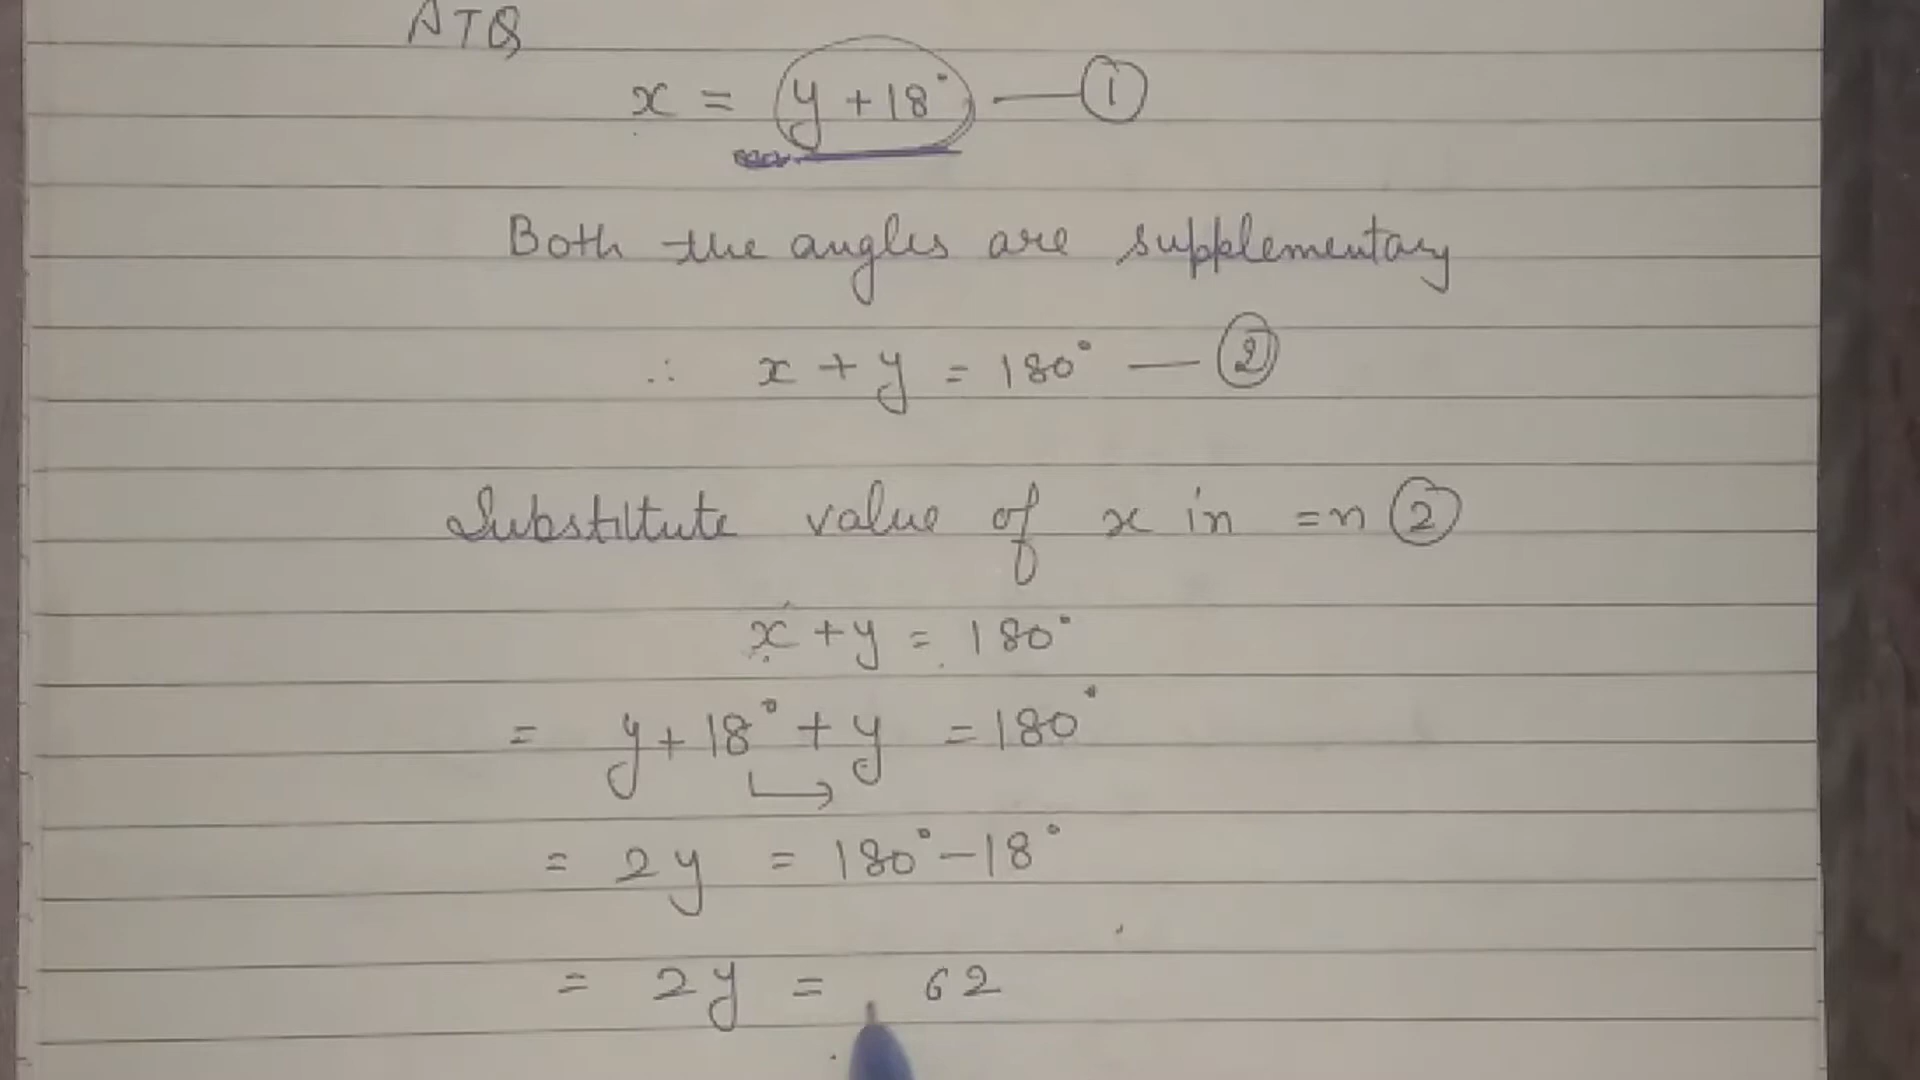 ATQ
x = y + 18° — ①
Both the angles are supplementary
∴ x + y = 180° — ②
Substitute value of x in =n ②
x + y = 180°
= y + 18° + y = 180°
= 2y = 180° - 18°
= 2y = 62